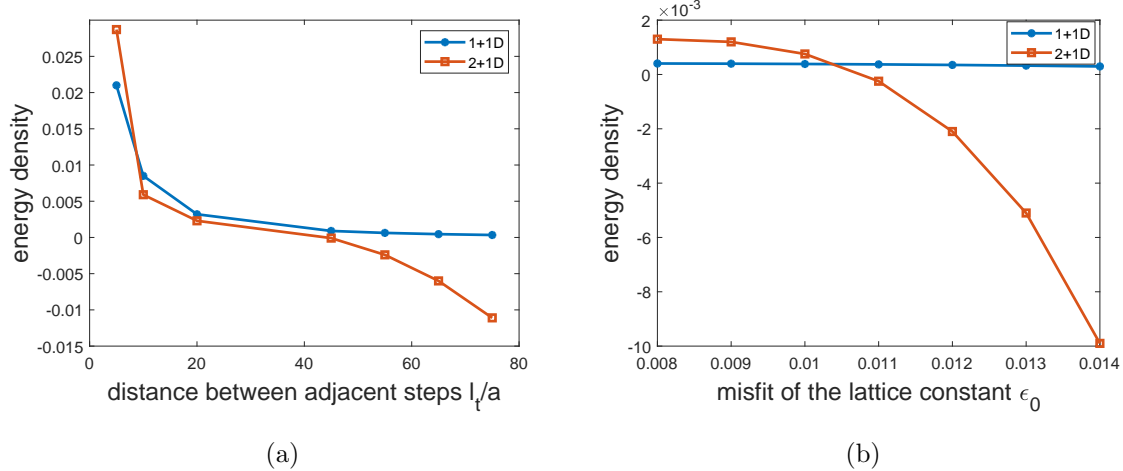 0.025
0.02
0.015
0.01
0.005
0
-0.005
-0.01
-0.015
0 20 40 60 80
energy density
distance between adjacent steps l_t/a
1+1D
2+1D
(a)
×10^-3
2
0
-2
-4
-6
-8
-10
0.008 0.009 0.01 0.011 0.012 0.013 0.014
energy density
misfit of the lattice constant ϵ_0
1+1D
2+1D
(b)